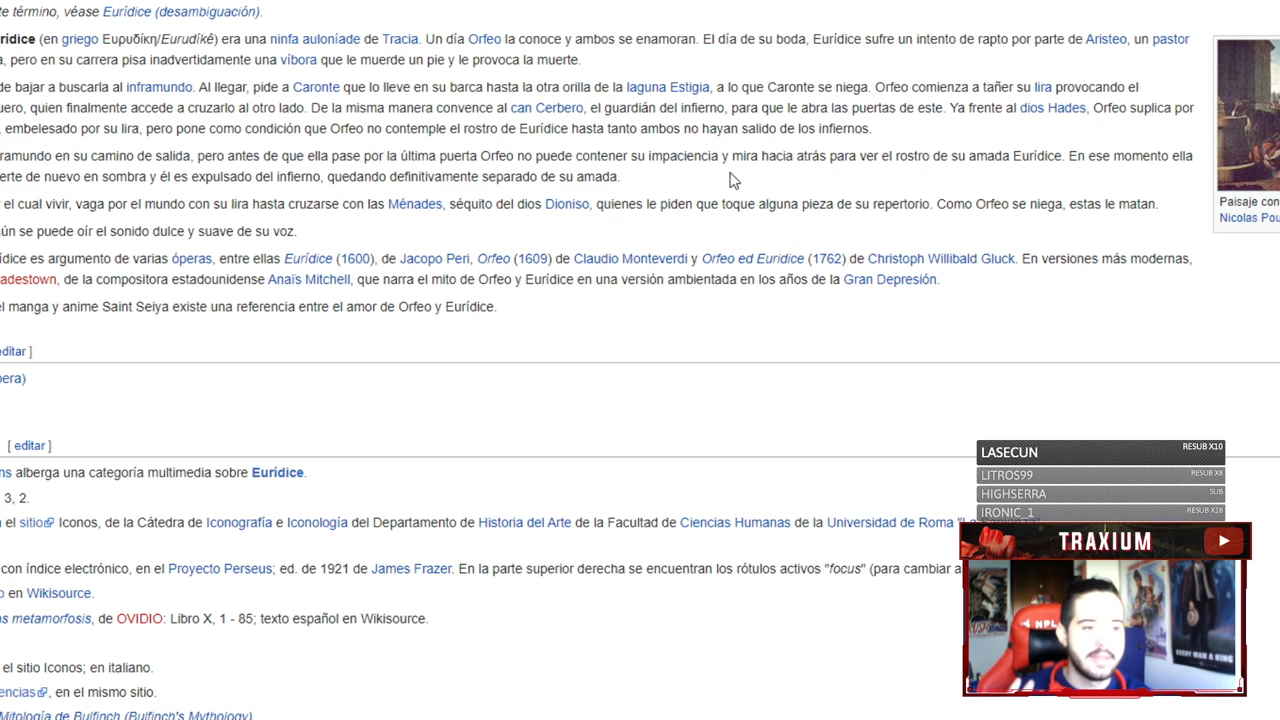 te término, véase Eurídice (desambiguación).
rídice (en griego Ευρυδίκη/Eurudíkê) era una ninfa auloníade de Tracia. Un día Orfeo la conoce y ambos se enamoran. El día de su boda, Eurídice sufre un intento de rapto por parte de Aristeo, un pastor
a, pero en su carrera pisa inadvertidamente una víbora que le muerde un pie y le provoca la muerte.
de bajar a buscarla al inframundo. Al llegar, pide a Caronte que lo lleve en su barca hasta la otra orilla de la laguna Estigia, a lo que Caronte se niega. Orfeo comienza a tañer su lira provocando el
uero, quien finalmente accede a cruzarlo al otro lado. De la misma manera convence al can Cerbero, el guardián del infierno, para que le abra las puertas de este. Ya frente al dios Hades, Orfeo suplica por
, embelesado por su lira, pero pone como condición que Orfeo no contemple el rostro de Eurídice hasta tanto ambos no hayan salido de los infiernos.
ramundo en su camino de salida, pero antes de que ella pase por la última puerta Orfeo no puede contener su impaciencia y mira hacia atrás para ver el rostro de su amada Eurídice. En ese momento ella
erte de nuevo en sombra y él es expulsado del infierno, quedando definitivamente separado de su amada.
r el cual vivir, vaga por el mundo con su lira hasta cruzarse con las Ménades, séquito del dios Dioniso, quienes le piden que toque alguna pieza de su repertorio. Como Orfeo se niega, estas le matan.
Paisaje con
Nicolas Pou
ún se puede oír el sonido dulce y suave de su voz.
ídice es argumento de varias óperas, entre ellas Eurídice (1600), de Jacopo Peri, Orfeo (1609) de Claudio Monteverdi y Orfeo ed Euridice (1762) de Christoph Willibald Gluck. En versiones más modernas,
adestown, de la compositora estadounidense Anaïs Mitchell, que narra el mito de Orfeo y Eurídice en una versión ambientada en los años de la Gran Depresión.
el manga y anime Saint Seiya existe una referencia entre el amor de Orfeo y Eurídice.
editar ]
pera)
[ editar ]
ns alberga una categoría multimedia sobre Eurídice.
3, 2.
n el sitio Iconos, de la Cátedra de Iconografía e Iconología del Departamento de Historia del Arte de la Facultad de Ciencias Humanas de la Universidad de Roma "La
con índice electrónico, en el Proyecto Perseus; ed. de 1921 de James Frazer. En la parte superior derecha se encuentran los rótulos activos "focus" (para cambiar a
o en Wikisource.
as metamorfosis, de OVIDIO: Libro X, 1 - 85; texto español en Wikisource.
el sitio Iconos; en italiano.
encias, en el mismo sitio.
Mitología de Bulfinch (Bulfinch's Mythology)
LASECUN RESUB X10
LITROS99 RESUB X8
HIGHSERRA SUB
IRONIC_1 RESUB X18
TRAXIUM
EVERY MAN A KING